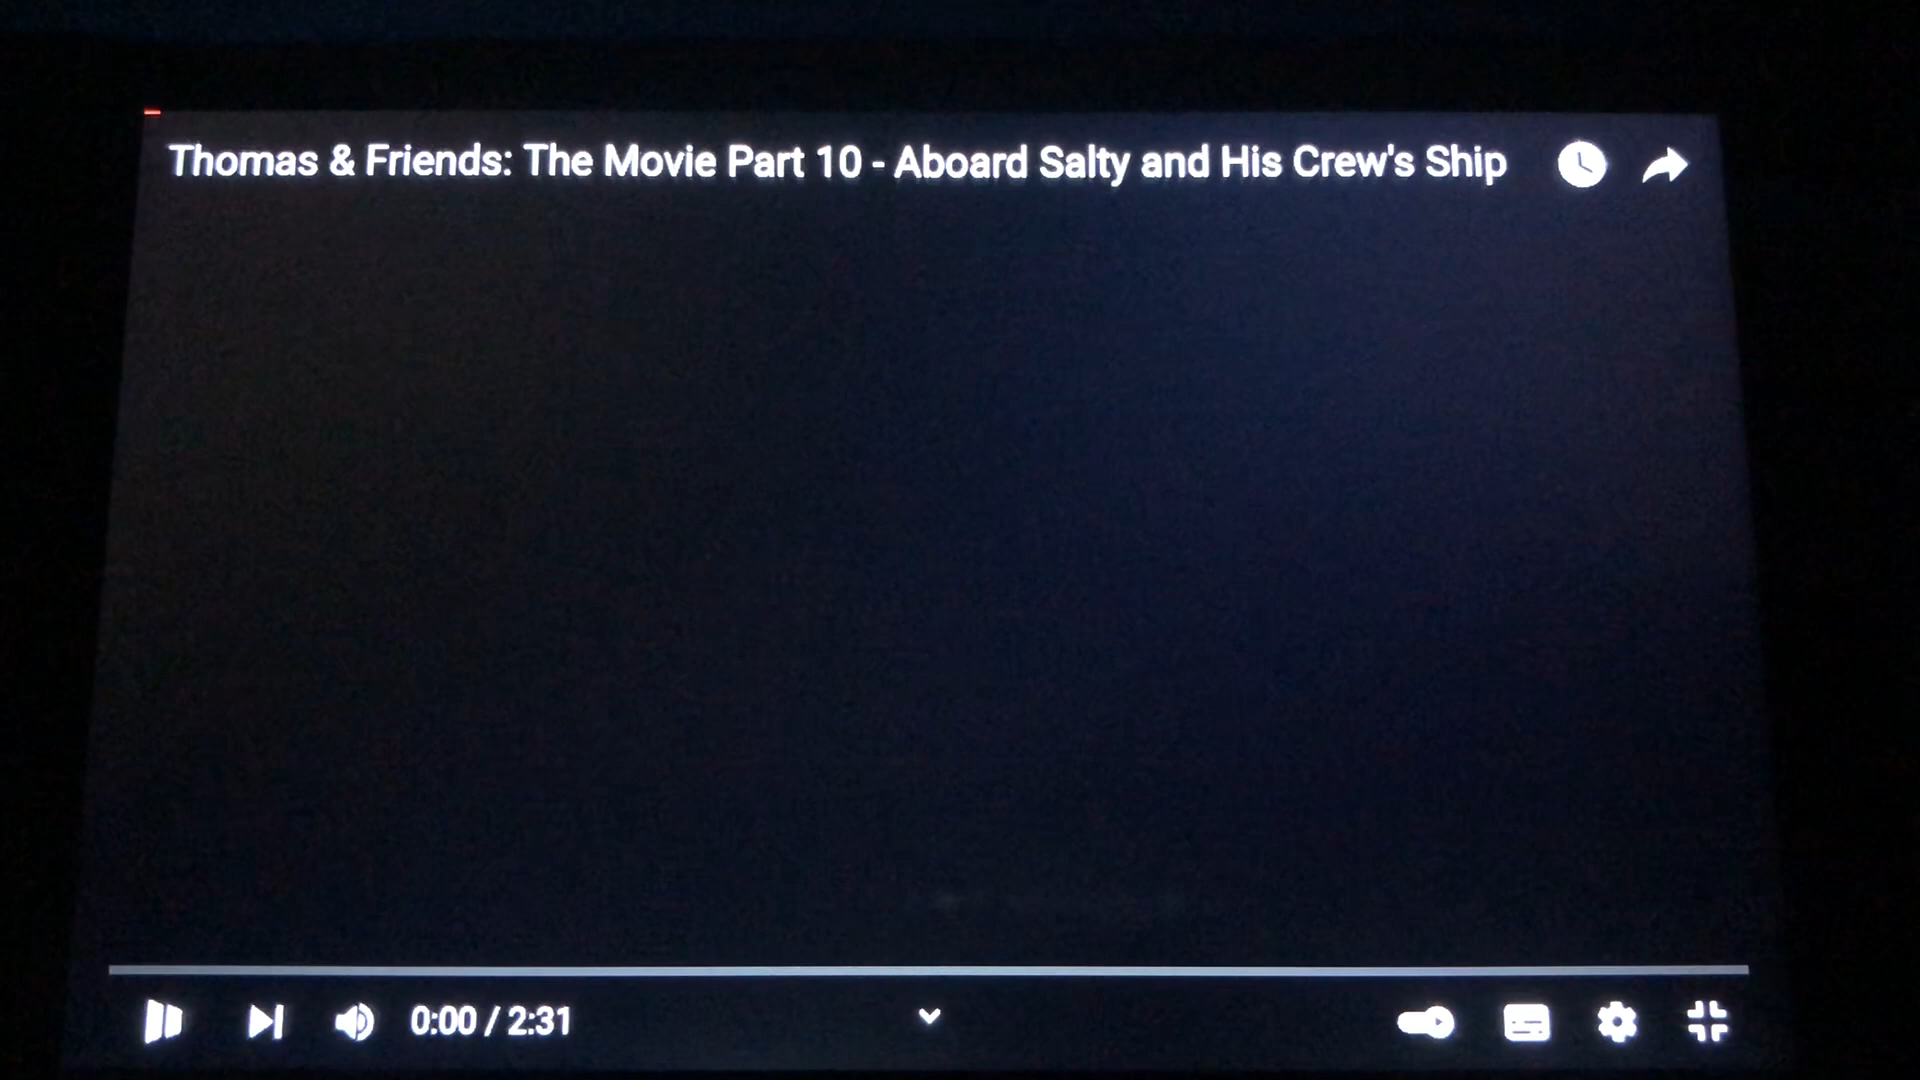 Thomas & Friends: The Movie Part 10 - Aboard Salty and His Crew's Ship
0:00 / 2:31